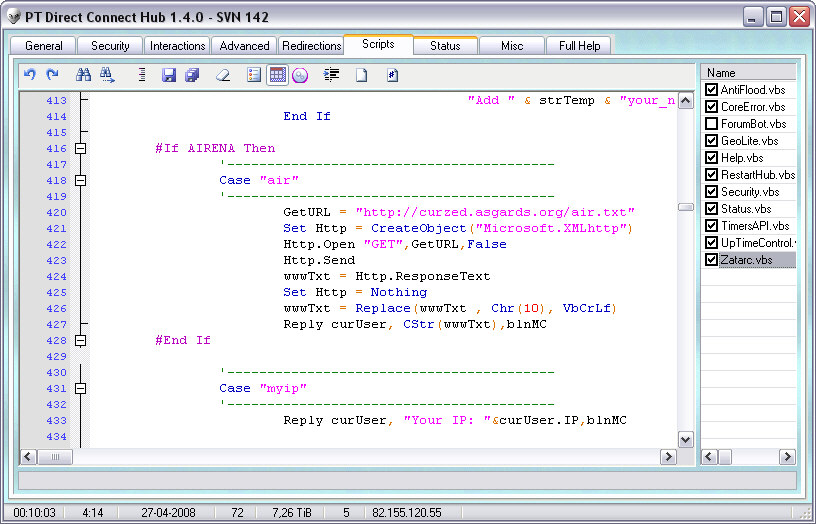 PT Direct Connect Hub 1.4.0 - SVN 142
General Security Interactions Advanced Redirections Scripts Status Misc Full Help
413 "Add " & strTemp & "your_n
414 End If
415
416 #If AIRENA Then
417 '-----------------------------------------
418 Case "air"
419 '-----------------------------------------
420 GetURL = "http://curzed.asgards.org/air.txt"
421 Set Http = CreateObject("Microsoft.XMLhttp")
422 Http.Open "GET",GetURL,False
423 Http.Send
424 wwwTxt = Http.ResponseText
425 Set Http = Nothing
426 wwwTxt = Replace(wwwTxt , Chr(10), VbCrLf)
427 Reply curUser, CStr(wwwTxt),blnMC
428 #End If
429
430 '-----------------------------------------
431 Case "myip"
432 '-----------------------------------------
433 Reply curUser, "Your IP: "&curUser.IP,blnMC
434
Name
AntiFlood.vbs
CoreError.vbs
ForumBot.vbs
GeoLite.vbs
Help.vbs
RestartHub.vbs
Security.vbs
Status.vbs
TimersAPI.vbs
UpTimeControl.
Zatarc.vbs
00:10:03 4:14 27-04-2008 72 7,26 TiB 5 82.155.120.55